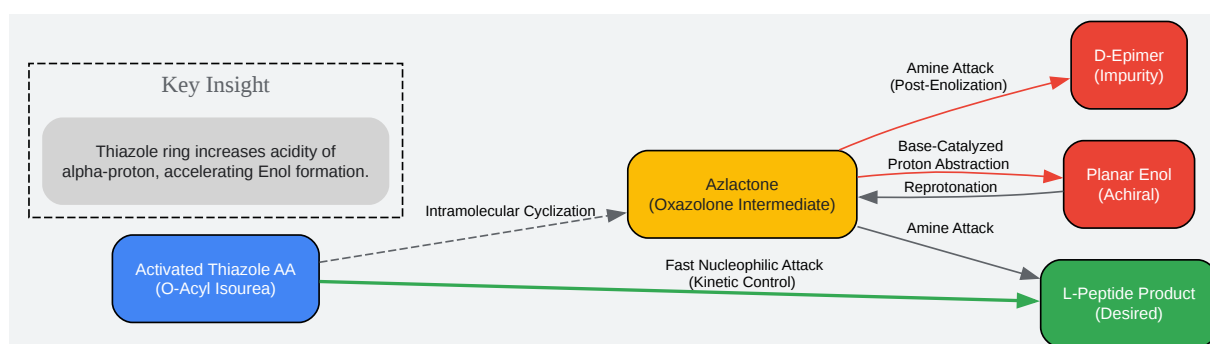 Key Insight
Thiazole ring increases acidity of
alpha-proton, accelerating Enol formation.
Activated Thiazole AA
(O-Acyl Isourea)
Intramolecular Cyclization
Azlactone
(Oxazolone Intermediate)
Amine Attack
(Post-Enolization)
D-Epimer
(Impurity)
Base-Catalyzed
Proton Abstraction
Reprotonation
Planar Enol
(Achiral)
Amine Attack
Fast Nucleophilic Attack
(Kinetic Control)
L-Peptide Product
(Desired)